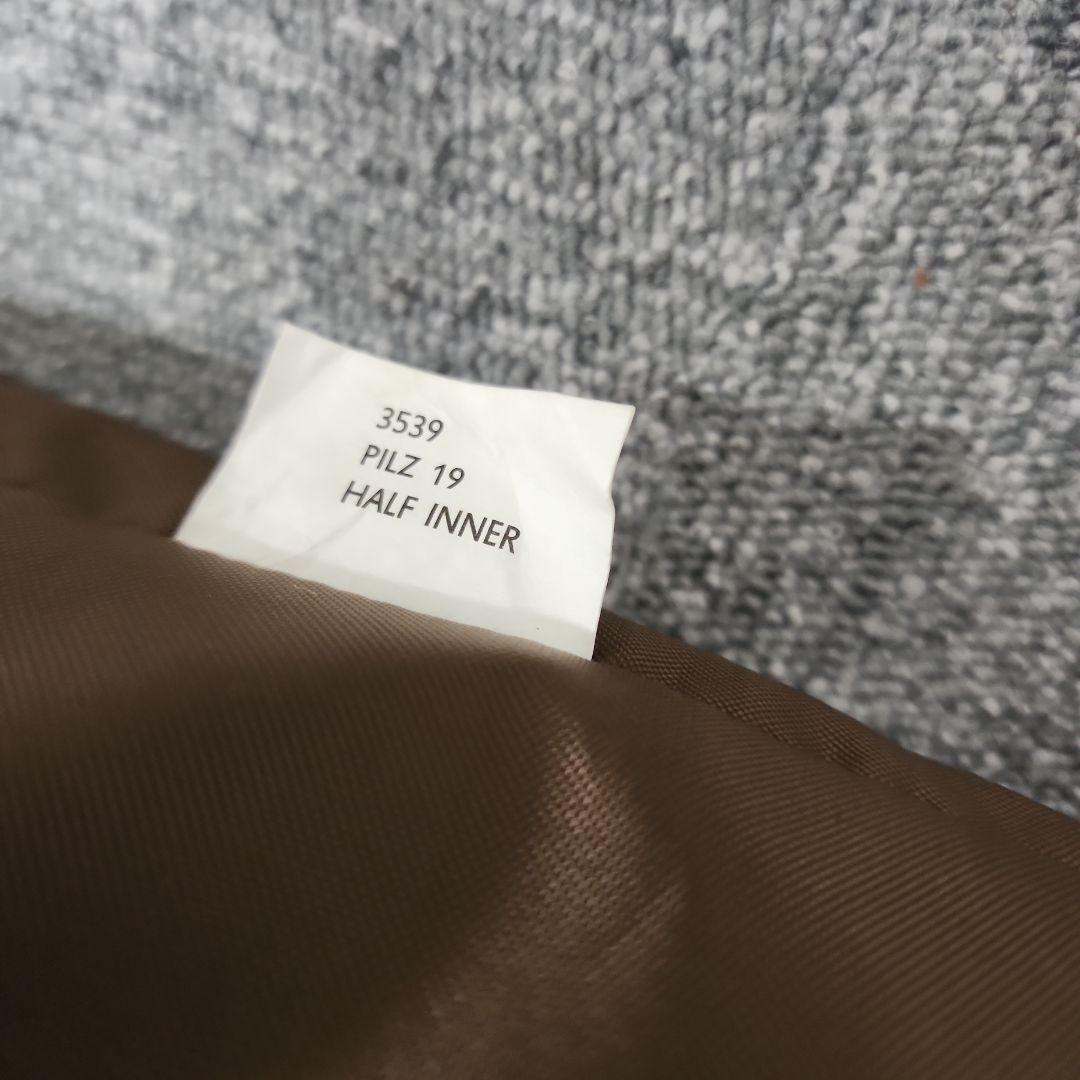 3539
PILZ 19
HALF INNER